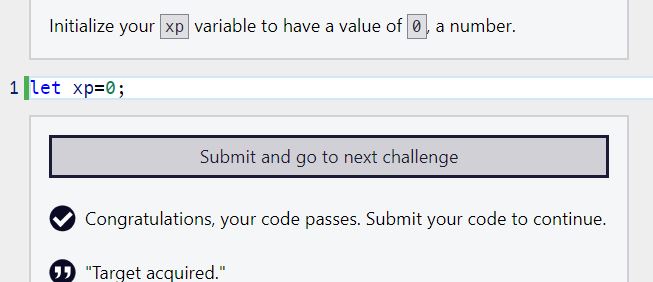 Initialize your xp variable to have a value of 0, a number.
1 let xp=0;
Submit and go to next challenge
Congratulations, your code passes. Submit your code to continue.
"Target acquired."